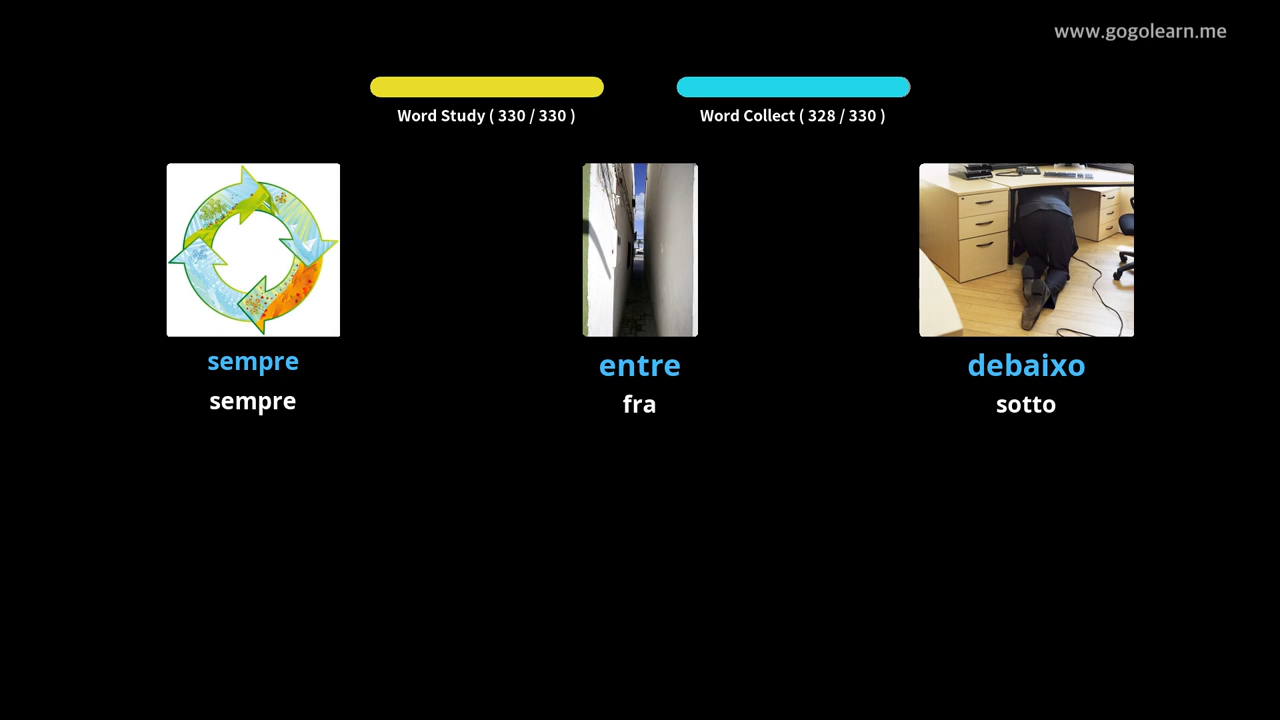 www.gogolearn.me
Word Study ( 330 / 330 )
Word Collect ( 328 / 330 )
sempre
sempre
entre
fra
debaixo
sotto